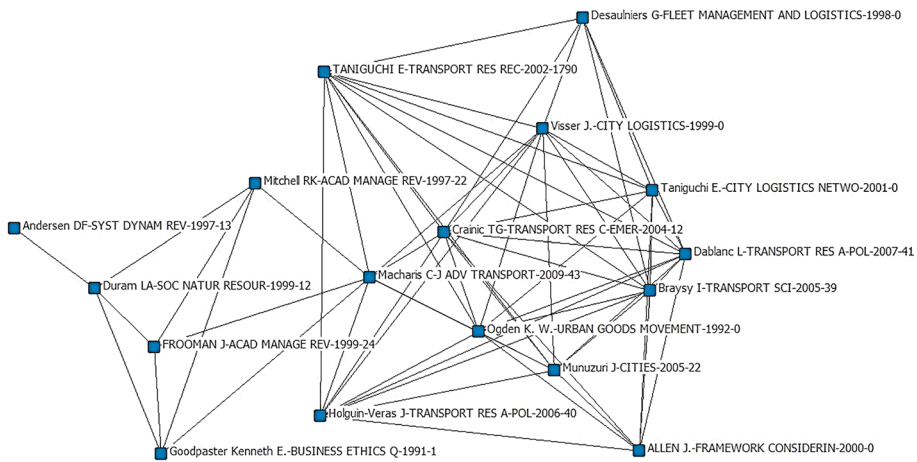 Desaulniers G-FLEET MANAGEMENT AND LOGISTICS-1998-0
TANIGUCHI E-TRANSPORT RES REC-2002-1790
Visser J.-CITY LOGISTICS-1999-0
Mitchell RK-ACAD MANAGE REV-1997-22
Taniguchi E.-CITY LOGISTICS NETWO-2001-0
Andersen DF-SYST DYNAM REV-1997-13
Crainic TG-TRANSPORT RES C-EMER-2004-12
Dablanc L-TRANSPORT RES A-POL-2007-41
Macharis C-J ADV TRANSPORT-2009-43
Duram LA-SOC NATUR RESOUR-1999-12
Braysy I-TRANSPORT SCI-2005-39
Ogden K. W.-URBAN GOODS MOVEMENT-1992-0
FROOMAN J-ACAD MANAGE REV-1999-24
Munuzuri J-CITIES-2005-22
Holguin-Veras J-TRANSPORT RES A-POL-2006-40
Goodpaster Kenneth E.-BUSINESS ETHICS Q-1991-1
ALLEN J.-FRAMEWORK CONSIDERIN-2000-0